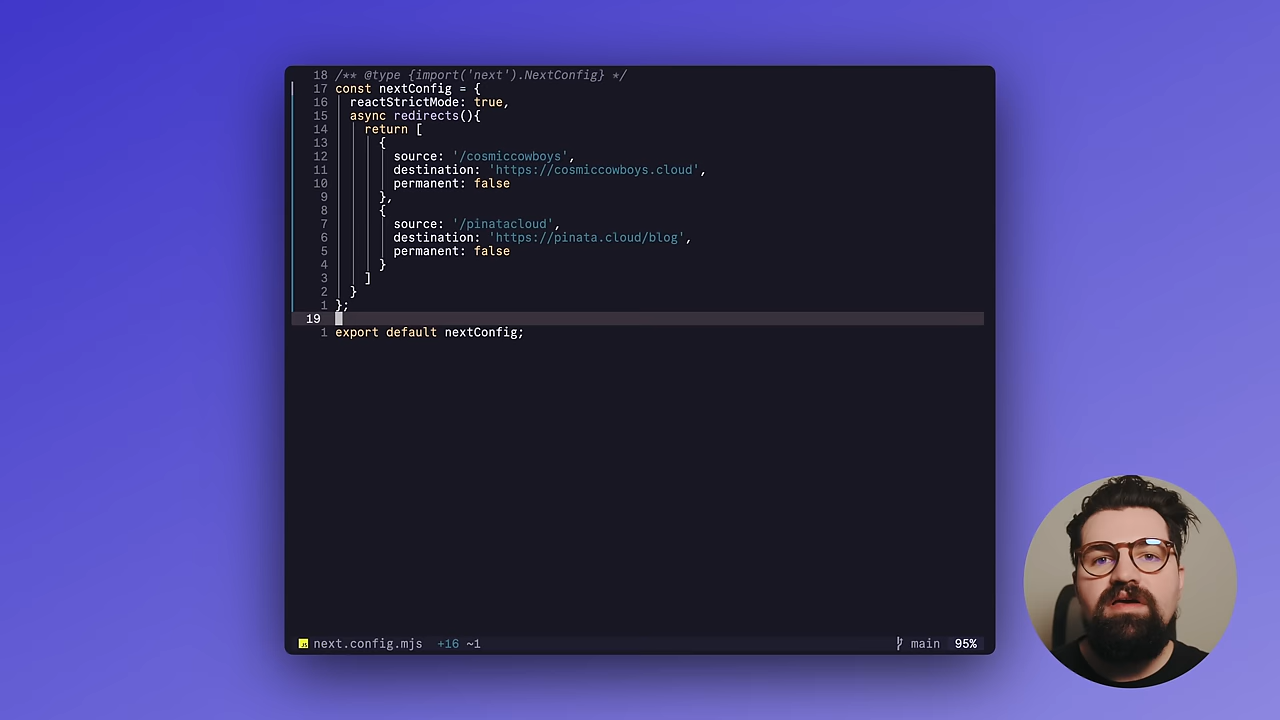 18 /** @type {import('next').NextConfig} */
17 const nextConfig = {
16   reactStrictMode: true,
15   async redirects(){
14     return [
13       {
12         source: '/cosmiccowboys',
11         destination: 'https://cosmiccowboys.cloud',
10         permanent: false
9       },
8       {
7         source: '/pinatacloud',
6         destination: 'https://pinata.cloud/blog',
5         permanent: false
4       }
3     ]
2   }
1 };
19
1 export default nextConfig;
JS next.config.mjs +16 ~1 main 95%